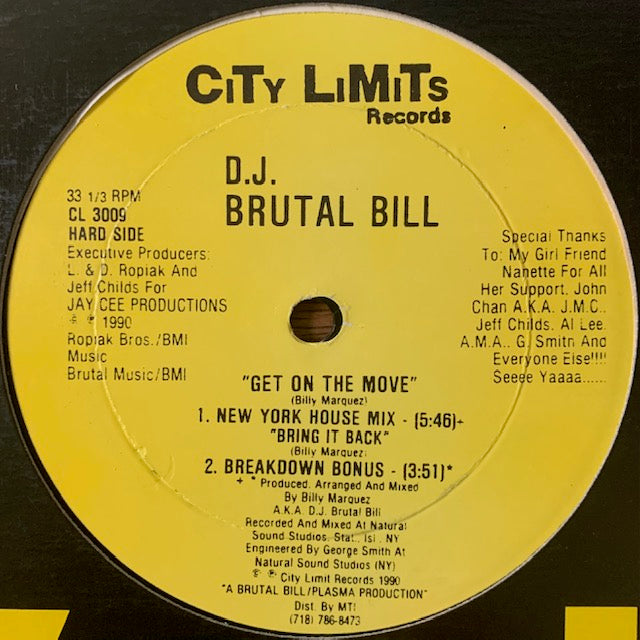 CiTy LiMiTs
Records
D.J.
BRUTAL BILL
33 1/3 RPM
CL 3009
HARD SIDE
Executive Producers:
L. & D. Ropiak And
Jeff Childs For
JAY CEE PRODUCTIONS
© ℗ 1990
Ropiak Bros./BMI
Music
Brutal Music/BMI
Special Thanks
To: My Girl Friend
Nanette For All
Her Support. John
Chan A.K.A. J.M.C..
Jeff Childs. Al Lee.
A.M.A.. G. Smith And
Everyone Else!!!!
Seeee Yaaaa......
"GET ON THE MOVE"
(Billy Marquez)
1. NEW YORK HOUSE MIX - (5:46)+
"BRING IT BACK"
(Billy Marquez)
2. BREAKDOWN BONUS - (3:51)*
+ * Produced. Arranged And Mixed
By Billy Marquez
A.K.A. D.J. Brutal Bill
Recorded And Mixed At Natural
Sound Studios. Stat.. Isl . NY
Engineered By George Smith At
Natural Sound Studios (NY)
© ℗ City Limit Records 1990
"A BRUTAL BILL/PLASMA PRODUCTION"
Dist. By MTI
(718) 786-8473